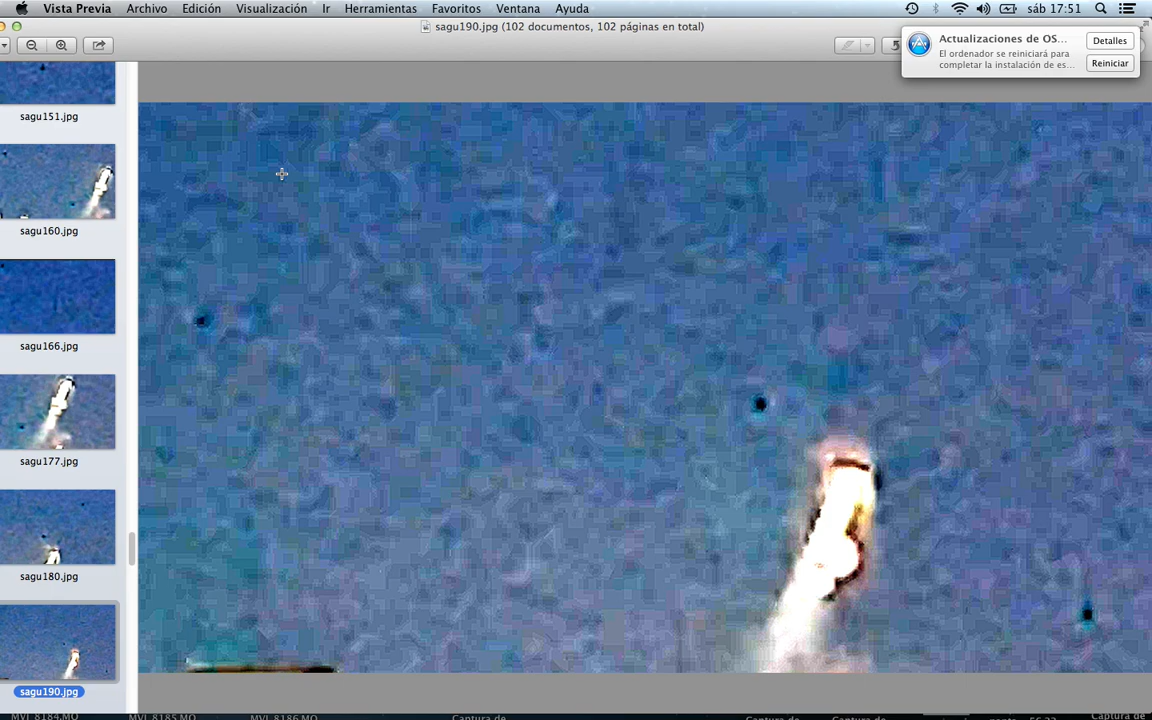 Vista Previa Archivo Edición Visualización Ir Herramientas Favoritos Ventana Ayuda sáb 17:51
sagu190.jpg (102 documentos, 102 páginas en total)
Actualizaciones de OS...
El ordenador se reiniciará para
completar la instalación de es...
Detalles
Reiniciar
sagu151.jpg
sagu160.jpg
sagu166.jpg
sagu177.jpg
sagu180.jpg
sagu190.jpg
MVI_8184.MO MVI_8185.MO MVI_8186.MO Captura de Captura de Captura de Captura de